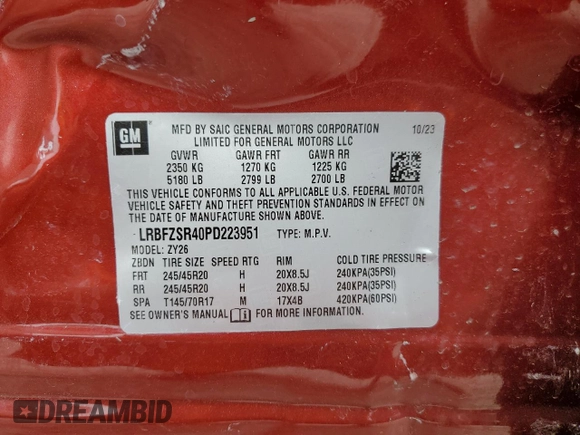 GM
MFD BY SAIC GENERAL MOTORS CORPORATION 10/23
LIMITED FOR GENERAL MOTORS LLC
GVWR GAWR FRT GAWR RR
2350 KG 1270 KG 1225 KG
5180 LB 2799 LB 2700 LB
THIS VEHICLE CONFORMS TO ALL APPLICABLE U.S. FEDERAL MOTOR
VEHICLE SAFETY AND THEFT PREVENTION STANDARDS IN EFFECT ON
THE DATE OF MANUFACTURE SHOWN ABOVE.
LRBFZSR40PD223951 TYPE: M.P.V.
MODEL: ZY26
ZBDN TIRE SIZE SPEED RTG RIM COLD TIRE PRESSURE
FRT 245/45R20 H 20X8.5J 240KPA(35PSI)
RR 245/45R20 H 20X8.5J 240KPA(35PSI)
SPA T145/70R17 M 17X4B 420KPA(60PSI)
SEE OWNER'S MANUAL FOR MORE INFORMATION.
DREAMBID